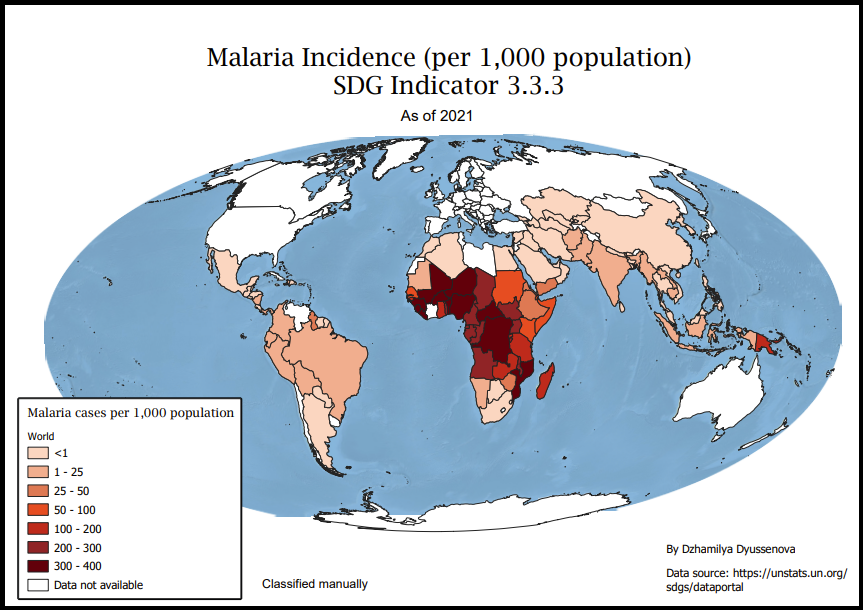 Malaria Incidence (per 1,000 population)
SDG Indicator 3.3.3
As of 2021
Malaria cases per 1,000 population
World
<1
1 - 25
25 - 50
50 - 100
100 - 200
200 - 300
300 - 400
Data not available
Classified manually
By Dzhamilya Dyussenova
Data source: https://unstats.un.org/
sdgs/dataportal